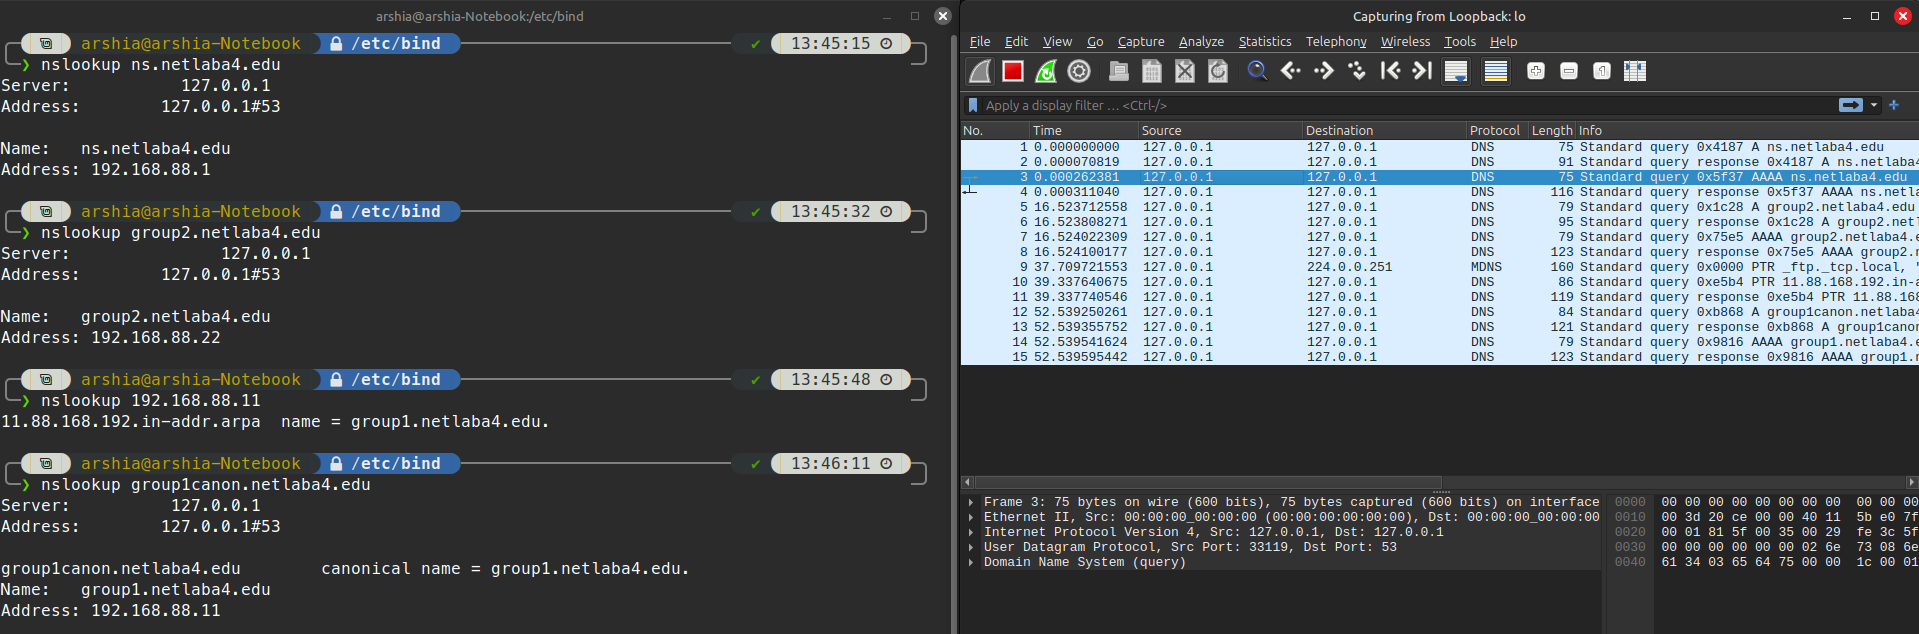 arshia@arshia-Notebook:/etc/bind
arshia@arshia-Notebook /etc/bind 13:45:15
❯ nslookup ns.netlaba4.edu
Server: 127.0.0.1
Address: 127.0.0.1#53
Name: ns.netlaba4.edu
Address: 192.168.88.1
arshia@arshia-Notebook /etc/bind 13:45:32
❯ nslookup group2.netlaba4.edu
Server: 127.0.0.1
Address: 127.0.0.1#53
Name: group2.netlaba4.edu
Address: 192.168.88.22
arshia@arshia-Notebook /etc/bind 13:45:48
❯ nslookup 192.168.88.11
11.88.168.192.in-addr.arpa name = group1.netlaba4.edu.
arshia@arshia-Notebook /etc/bind 13:46:11
❯ nslookup group1canon.netlaba4.edu
Server: 127.0.0.1
Address: 127.0.0.1#53
group1canon.netlaba4.edu canonical name = group1.netlaba4.edu.
Name: group1.netlaba4.edu
Address: 192.168.88.11
Capturing from Loopback: lo
File Edit View Go Capture Analyze Statistics Telephony Wireless Tools Help
Apply a display filter ... <Ctrl-/>
No. Time Source Destination Protocol Length Info
1 0.000000000 127.0.0.1 127.0.0.1 DNS 75 Standard query 0x4187 A ns.netlaba4.edu
2 0.000070819 127.0.0.1 127.0.0.1 DNS 91 Standard query response 0x4187 A ns.netlaba4
3 0.000262381 127.0.0.1 127.0.0.1 DNS 75 Standard query 0x5f37 AAAA ns.netlaba4.edu
4 0.000311040 127.0.0.1 127.0.0.1 DNS 116 Standard query response 0x5f37 AAAA ns.netla
5 16.523712558 127.0.0.1 127.0.0.1 DNS 79 Standard query 0x1c28 A group2.netlaba4.edu
6 16.523808271 127.0.0.1 127.0.0.1 DNS 95 Standard query response 0x1c28 A group2.netl
7 16.524022309 127.0.0.1 127.0.0.1 DNS 79 Standard query 0x75e5 AAAA group2.netlaba4.e
8 16.524100177 127.0.0.1 127.0.0.1 DNS 123 Standard query response 0x75e5 AAAA group2.n
9 37.709721553 127.0.0.1 224.0.0.251 MDNS 160 Standard query 0x0000 PTR _ftp._tcp.local, "
10 39.337640675 127.0.0.1 127.0.0.1 DNS 86 Standard query 0xe5b4 PTR 11.88.168.192.in-a
11 39.337740546 127.0.0.1 127.0.0.1 DNS 119 Standard query response 0xe5b4 PTR 11.88.168
12 52.539250261 127.0.0.1 127.0.0.1 DNS 84 Standard query 0xb868 A group1canon.netlaba4
13 52.539355752 127.0.0.1 127.0.0.1 DNS 121 Standard query response 0xb868 A group1canon
14 52.539541624 127.0.0.1 127.0.0.1 DNS 79 Standard query 0x9816 AAAA group1.netlaba4.e
15 52.539595442 127.0.0.1 127.0.0.1 DNS 123 Standard query response 0x9816 AAAA group1.n
Frame 3: 75 bytes on wire (600 bits), 75 bytes captured (600 bits) on interface
Ethernet II, Src: 00:00:00_00:00:00 (00:00:00:00:00:00), Dst: 00:00:00_00:00:00
Internet Protocol Version 4, Src: 127.0.0.1, Dst: 127.0.0.1
User Datagram Protocol, Src Port: 33119, Dst Port: 53
Domain Name System (query)
0000 00 00 00 00 00 00 00 00 00 00 00
0010 00 3d 20 ce 00 00 40 11 5b e0 7f
0020 00 01 81 5f 00 35 00 29 fe 3c 5f
0030 00 00 00 00 00 00 02 6e 73 08 6e
0040 61 34 03 65 64 75 00 00 1c 00 01